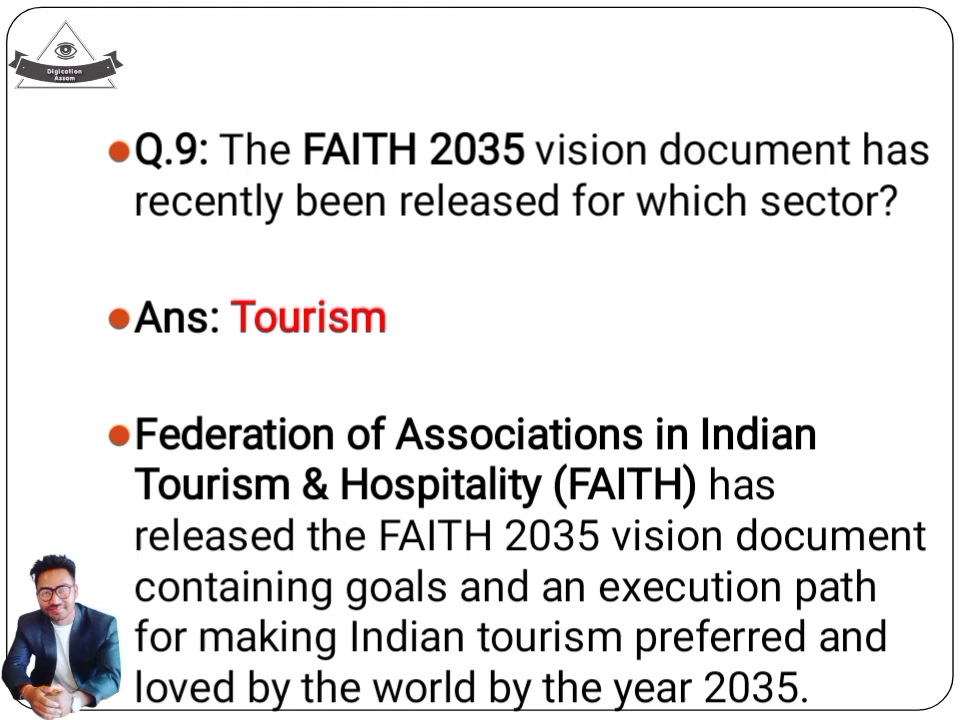 Digication
Assam
Q.9: The FAITH 2035 vision document has
recently been released for which sector?
Ans: Tourism
Federation of Associations in Indian
Tourism & Hospitality (FAITH) has
released the FAITH 2035 vision document
containing goals and an execution path
for making Indian tourism preferred and
loved by the world by the year 2035.